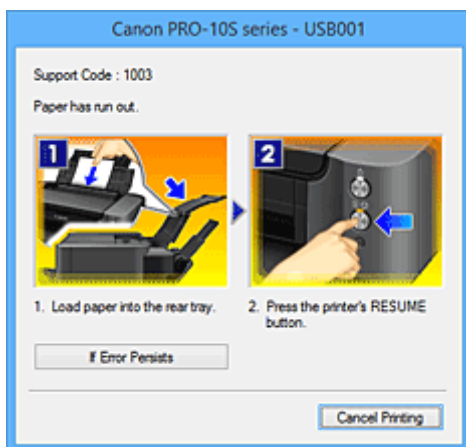 Canon PRO-10S series - USB001
Support Code : 1003
Paper has run out.
1
2
1. Load paper into the rear tray.
2. Press the printer's RESUME
button.
If Error Persists
Cancel Printing